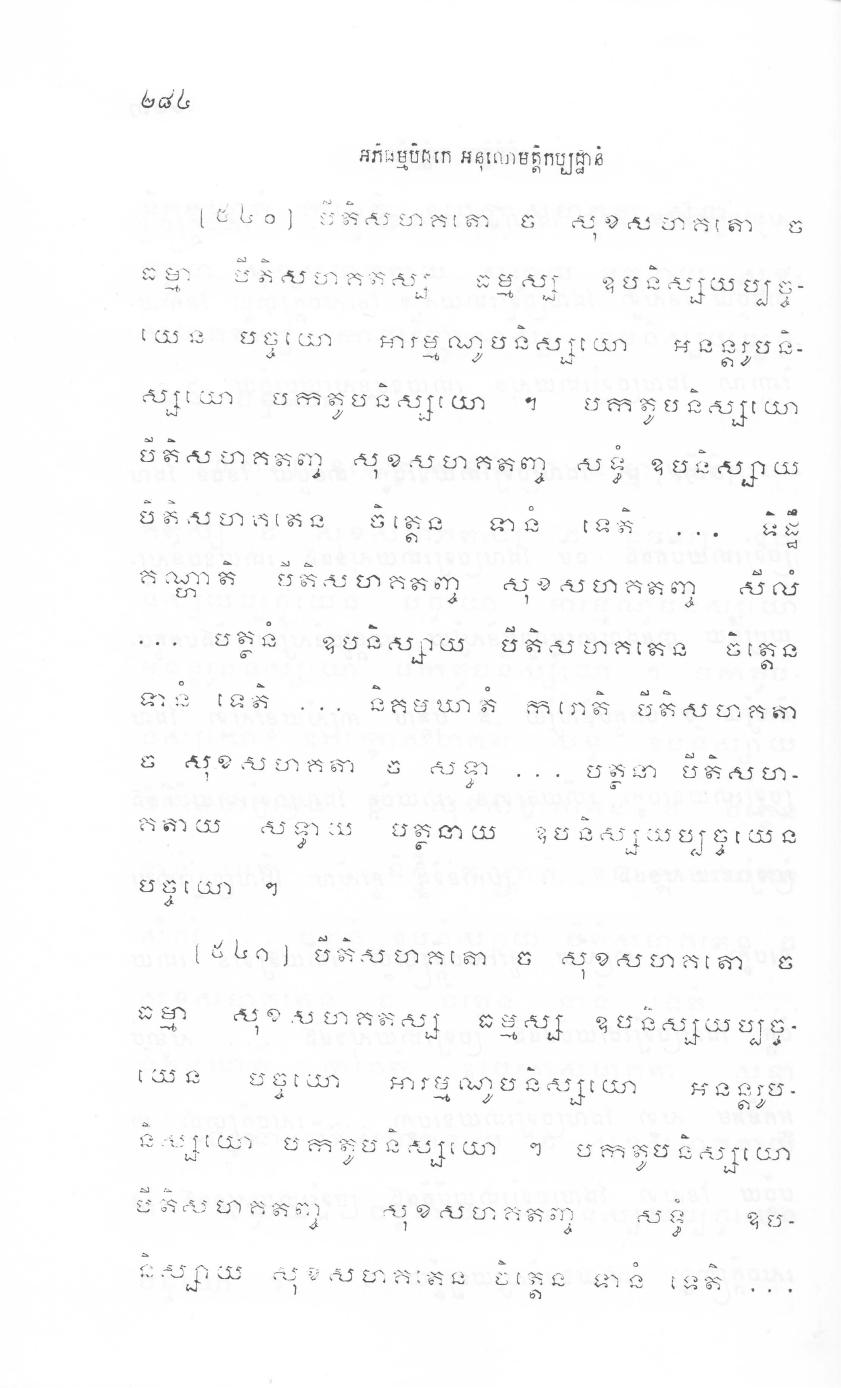 ២៨៤
អភិធម្មបិដកេ អនុលោមត្តិកប្បដ្ឋានំ
[៥៤០] បីតិសហគតោ ច សុខសហគតោ ច
ធម្មា បីតិសហគតស្ស ធម្មស្ស ឧបនិស្សយប្បច្ច-
យេន បច្ចយោ អារម្មណូបនិស្សយោ អនន្តរូបនិ-
ស្សយោ បកតូបនិស្សយោ ។ បកតូបនិស្សយោ
បីតិសហគតញ្ច សុខសហគតញ្ច សទ្ធំ ឧបនិស្សាយ
បីតិសហគតេន ចិត្តេន ទានំ ទេតិ ... ទិដ្ឋឹ
គណ្ហាតិ បីតិសហគតញ្ច សុខសហគតញ្ច សីលំ
... បត្ថនំ ឧបនិស្សាយ បីតិសហគតេន ចិត្តេន
ទានំ ទេតិ ... និគមឃាតំ ករោតិ បីតិសហគតា
ច សុខសហគតា ច សទ្ធា ... បត្ថនា បីតិសហ-
គតាយ សទ្ធាយ បត្ថនាយ ឧបនិស្សយប្បច្ចយេន
បច្ចយោ ។
[៥៤១] បីតិសហគតោ ច សុខសហគតោ ច
ធម្មា សុខសហគតស្ស ធម្មស្ស ឧបនិស្សយប្បច្ច-
យេន បច្ចយោ អារម្មណូបនិស្សយោ អនន្តរូប-
និស្សយោ បកតូបនិស្សយោ ។ បកតូបនិស្សយោ
បីតិសហគតញ្ច សុខសហគតញ្ច សទ្ធំ ឧប-
និស្សាយ សុខសហគតេន ចិត្តេន ទានំ ទេតិ ...